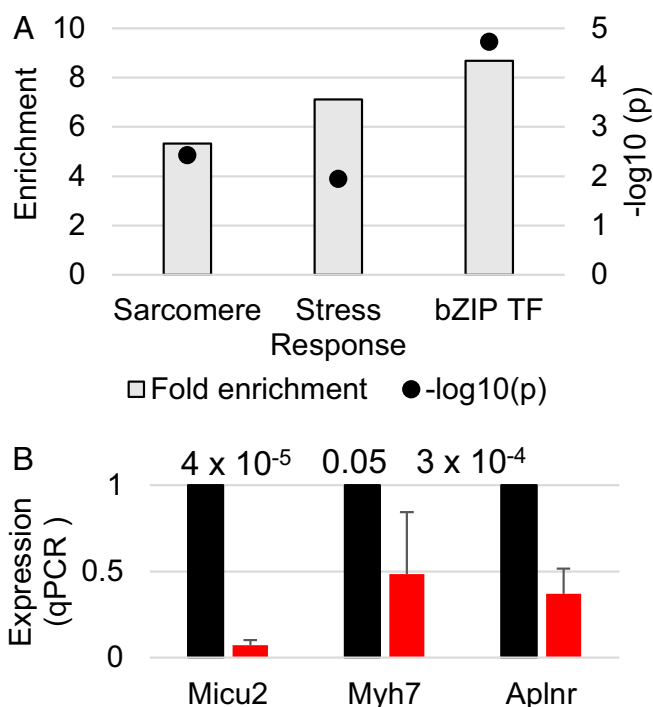 A
Enrichment
10
8
6
4
2
0
5
4
3
2
1
0
-log10 (p)
Sarcomere Stress Response bZIP TF
Fold enrichment -log10(p)
B
Expression (qPCR )
4 x 10⁻⁵ 0.05 3 x 10⁻⁴
1
0.5
0
Micu2 Myh7 Aplnr